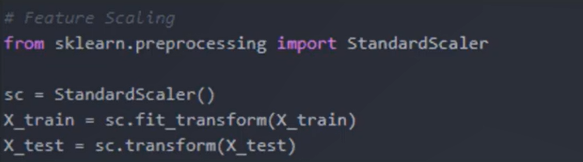 # Feature Scaling
from sklearn.preprocessing import StandardScaler
sc = StandardScaler()
X_train = sc.fit_transform(X_train)
X_test = sc.transform(X_test)